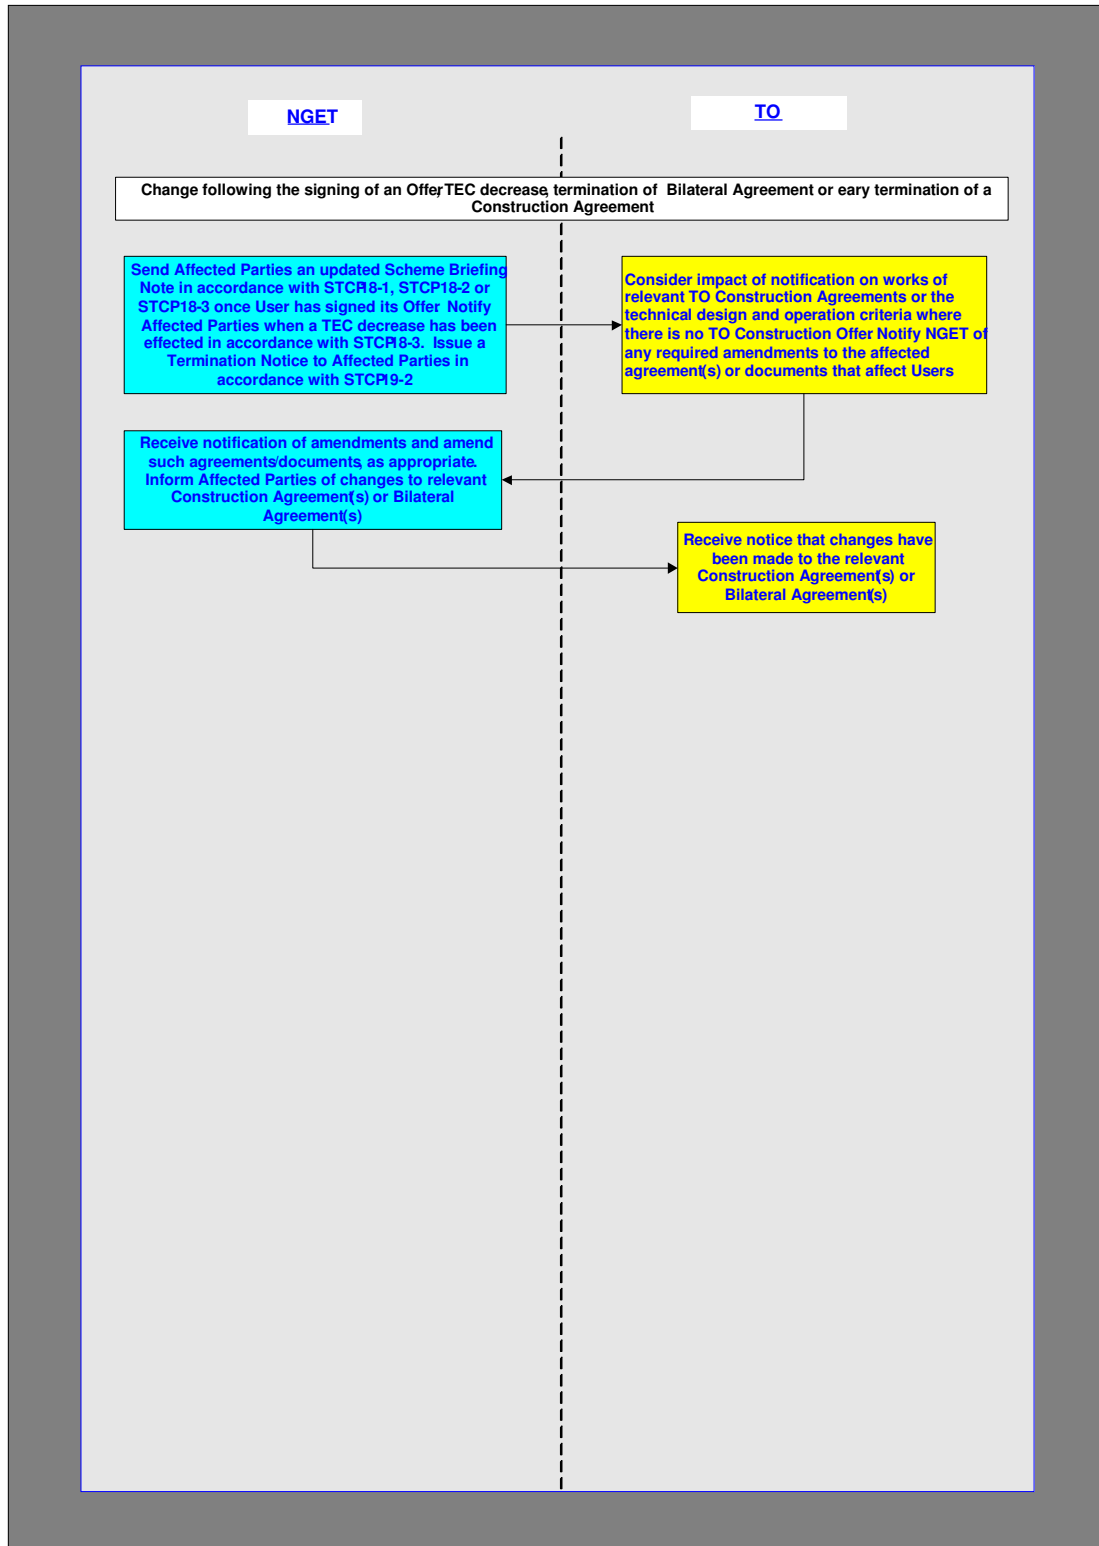 NGET
TO
Change following the signing of an Offer, TEC decrease, termination of Bilateral Agreement or eary termination of a
Construction Agreement
Send Affected Parties an updated Scheme Briefing
Note in accordance with STCP18-1, STCP18-2 or
STCP18-3 once User has signed its Offer Notify
Affected Parties when a TEC decrease has been
effected in accordance with STCP18-3. Issue a
Termination Notice to Affected Parties in
accordance with STCP19-2
Consider impact of notification on works of
relevant TO Construction Agreements or the
technical design and operation criteria where
there is no TO Construction Offer Notify NGET of
any required amendments to the affected
agreement(s) or documents that affect Users
Receive notification of amendments and amend
such agreements/documents, as appropriate.
Inform Affected Parties of changes to relevant
Construction Agreement(s) or Bilateral
Agreement(s)
Receive notice that changes have
been made to the relevant
Construction Agreement(s) or
Bilateral Agreement(s)